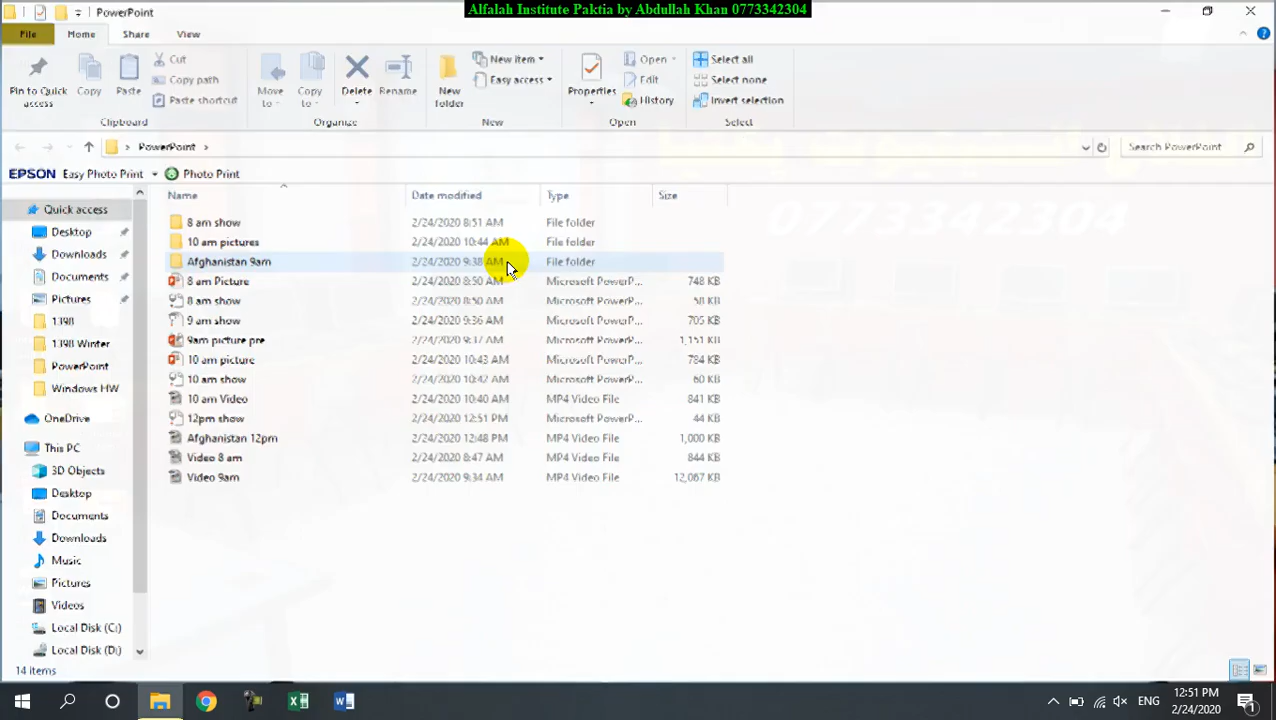 Alfalah Institute Paktia by Abdullah Khan 0773342304
PowerPoint
File Home Share View
Pin to Quick access
Copy
Paste
Cut
Copy path
Paste shortcut
Clipboard
Move to
Copy to
Delete
Rename
Organize
New folder
New item
Easy access
New
Properties
Open
Edit
History
Open
Select all
Select none
Invert selection
Select
PowerPoint
Search PowerPoint
EPSON Easy Photo Print Photo Print
0773342304
Quick access
Desktop
Downloads
Documents
Pictures
1398
1398 Winter
PowerPoint
Windows HW
OneDrive
This PC
3D Objects
Desktop
Documents
Downloads
Music
Pictures
Videos
Local Disk (C:)
Local Disk (D:)
Name Date modified Type Size
8 am show 2/24/2020 8:51 AM File folder
10 am pictures 2/24/2020 10:44 AM File folder
Afghanistan 9am 2/24/2020 9:38 AM File folder
8 am Picture 2/24/2020 8:50 AM Microsoft PowerP... 748 KB
8 am show 2/24/2020 8:50 AM Microsoft PowerP... 58 KB
9 am show 2/24/2020 9:36 AM Microsoft PowerP... 705 KB
9am picture pre 2/24/2020 9:37 AM Microsoft PowerP... 1,151 KB
10 am picture 2/24/2020 10:43 AM Microsoft PowerP... 784 KB
10 am show 2/24/2020 10:42 AM Microsoft PowerP... 60 KB
10 am Video 2/24/2020 10:40 AM MP4 Video File 841 KB
12pm show 2/24/2020 12:51 PM Microsoft PowerP... 44 KB
Afghanistan 12pm 2/24/2020 12:48 PM MP4 Video File 1,000 KB
Video 8 am 2/24/2020 8:47 AM MP4 Video File 844 KB
Video 9am 2/24/2020 9:34 AM MP4 Video File 12,067 KB
14 items
ENG
12:51 PM
2/24/2020
1